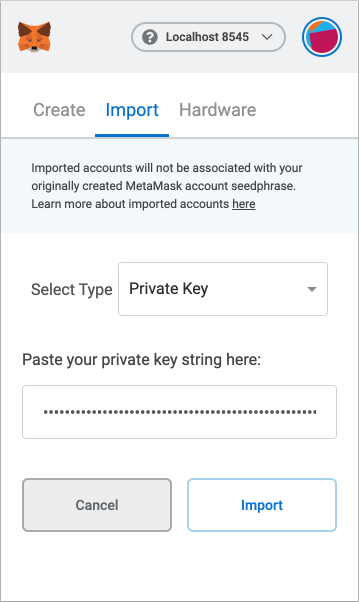 Localhost 8545
Create Import Hardware
Imported accounts will not be associated with your
originally created MetaMask account seedphrase.
Learn more about imported accounts here
Select Type Private Key
Paste your private key string here:
Cancel Import